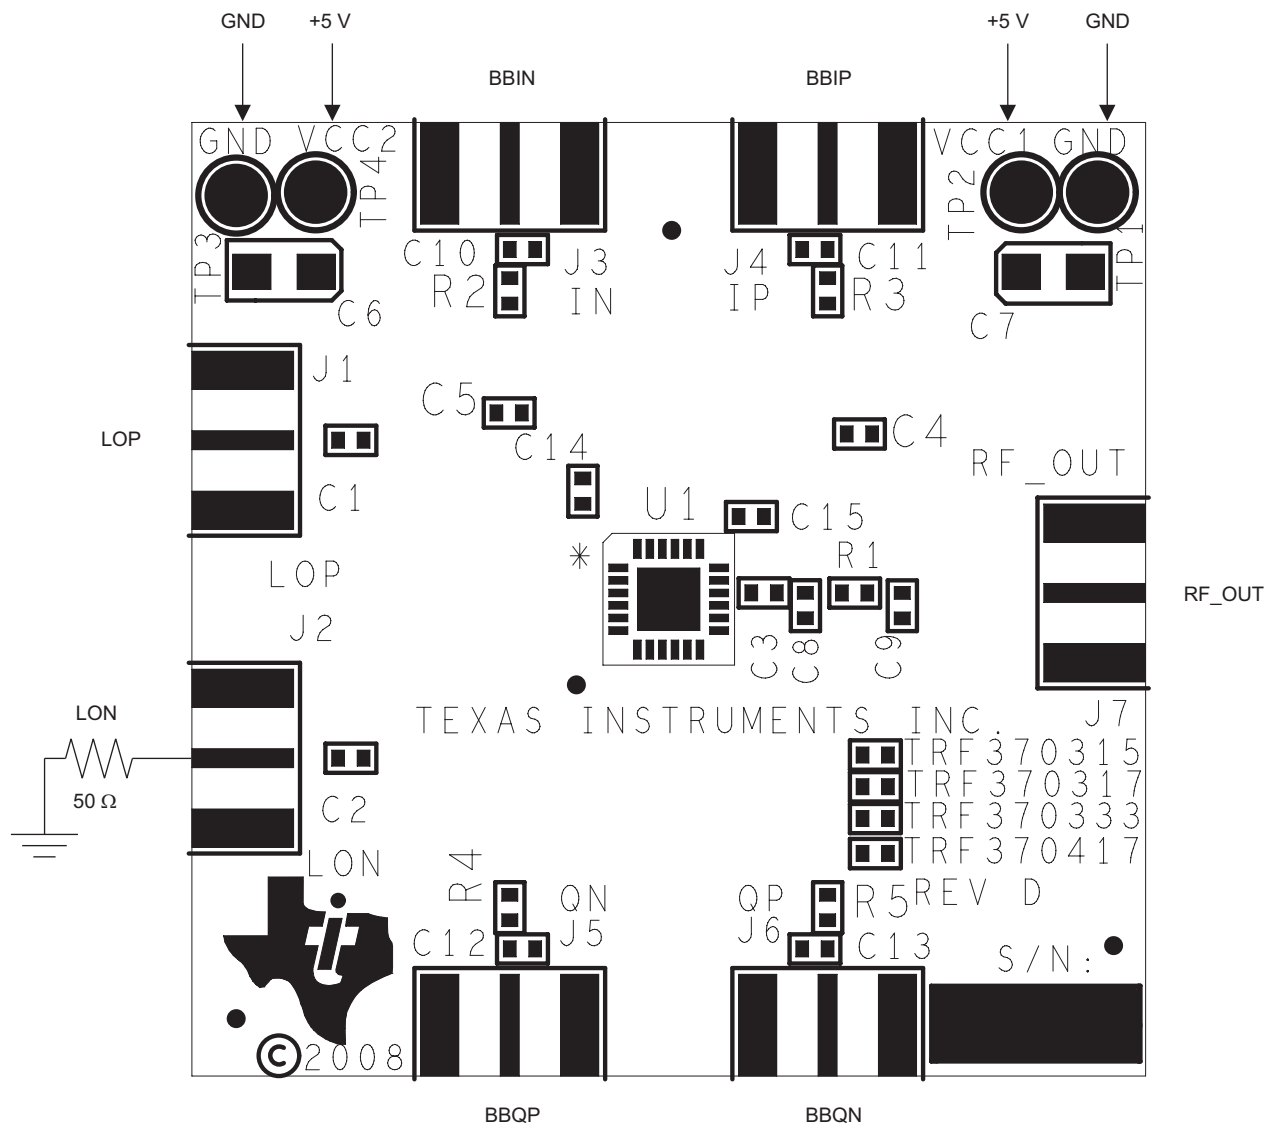 GND +5 V +5 V GND
BBIN BBIP
GND VCC2 VCC1 GND
TP4 TP2
TP3 TP1
C10 J3 J4 C11
R2 IN IP R3
C6 C7
J1
C5 C4
LOP
C14
RF_OUT
C1 U1 C15
*
R1
LOP
RF_OUT
J2
C3 C8 C9
LON
TEXAS INSTRUMENTS INC.
J7
TRF370315
50 Ω
TRF370317
C2
TRF370333
TRF370417
LON
R4 QN QP R5 REV D
C12 J5 J6 C13
S/N:
©2008
BBQP BBQN